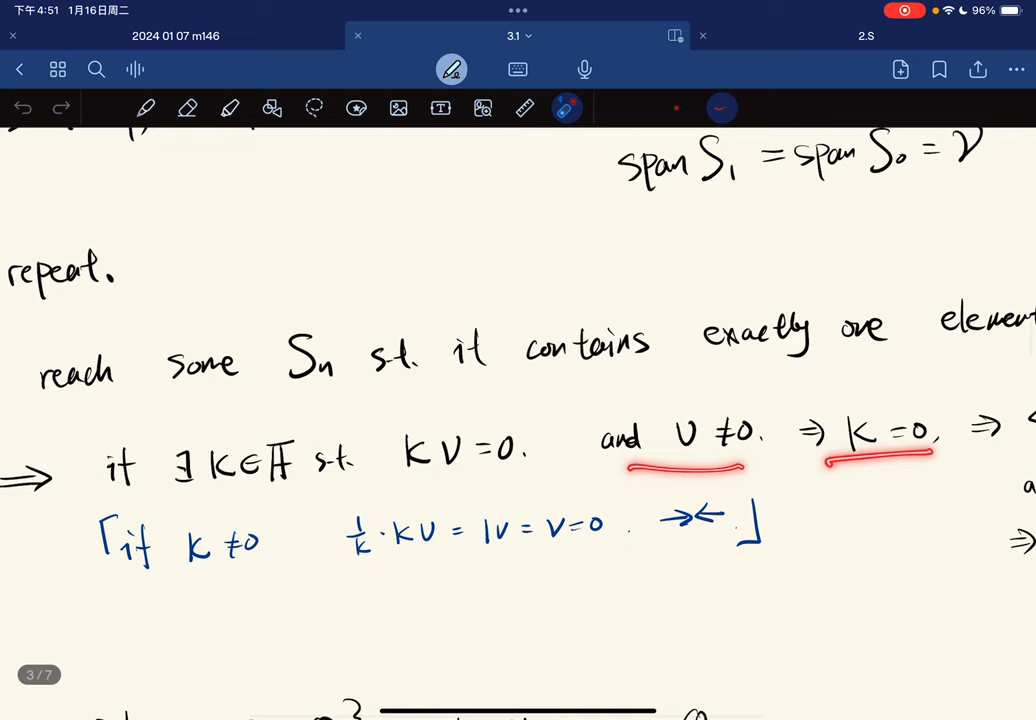 下午4:51 1月16日周二
96%
2024 01 07 m146
3.1
2.S
span S₁ = span S₀ = V
repeat.
reach some Sₙ s.t. it contains exactly one element
⇒ if ∃ K ∈ 𝔽 s.t. K v = 0. and v ≠ 0. ⇒ K = 0, ⇒
「if K ≠ 0 1/K · K v = 1v = v = 0. →← .」
⇒
3 / 7